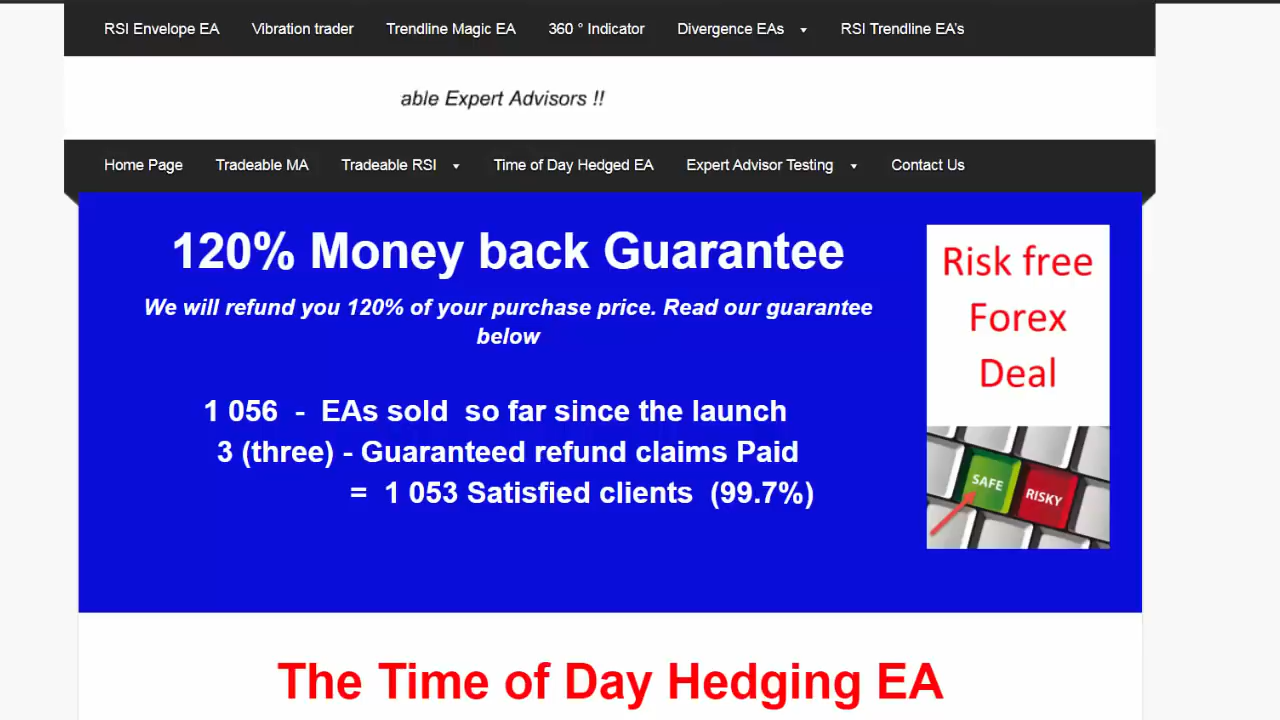 RSI Envelope EA Vibration trader Trendline Magic EA 360 ° Indicator Divergence EAs RSI Trendline EA's
able Expert Advisors !!
Home Page Tradeable MA Tradeable RSI Time of Day Hedged EA Expert Advisor Testing Contact Us
120% Money back Guarantee
We will refund you 120% of your purchase price. Read our guarantee
below
1 056 - EAs sold so far since the launch
3 (three) - Guaranteed refund claims Paid
= 1 053 Satisfied clients (99.7%)
Risk free
Forex
Deal
SAFE
RISKY
The Time of Day Hedging EA